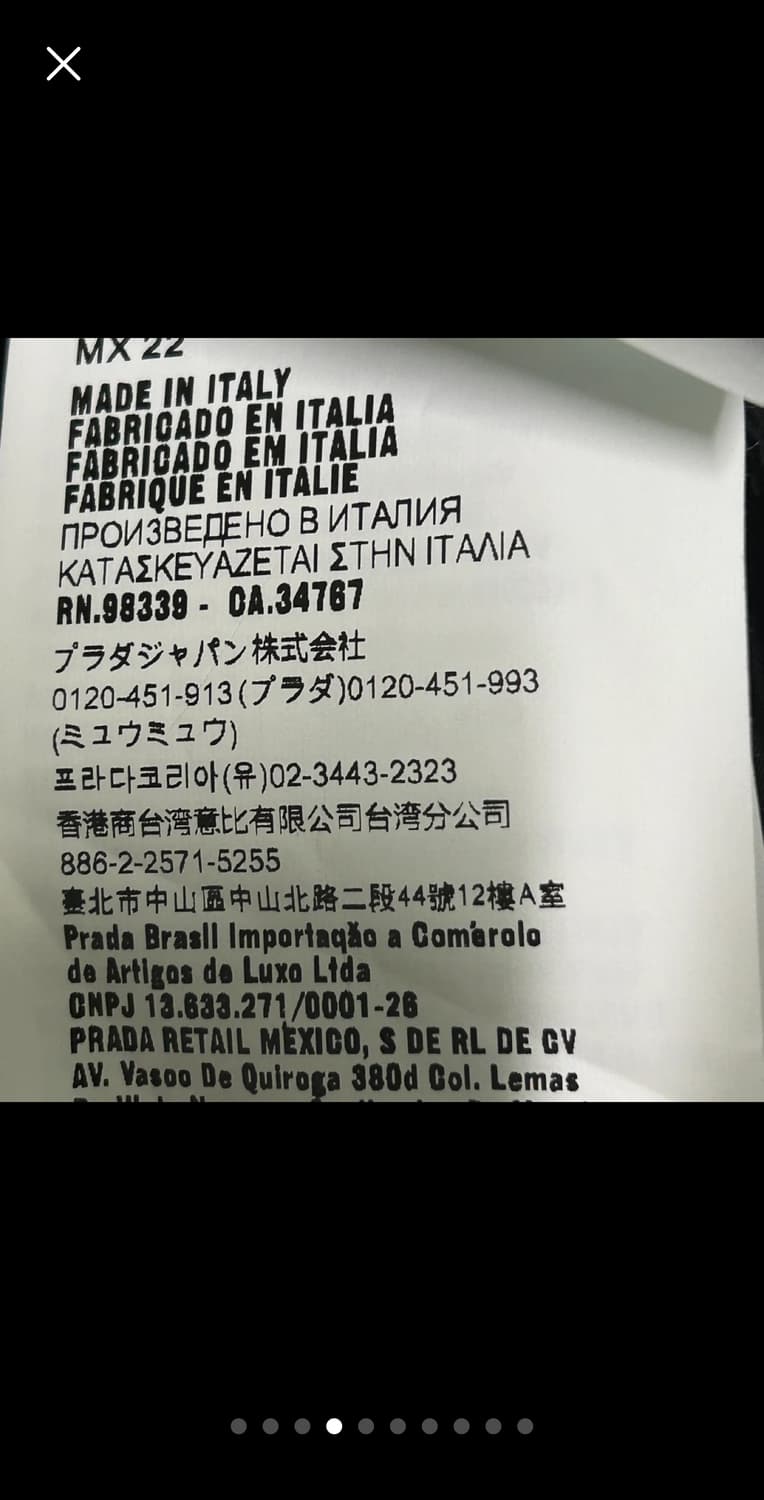 MX 22
MADE IN ITALY
FABRICADO EN ITALIA
FABRICADO EM ITALIA
FABRIQUE EN ITALIE
ПРОИЗВЕДЕНО В ИТАЛИЯ
ΚΑΤΑΣΚΕΥΑΖΕΤΑΙ ΣΤΗΝ ΙΤΑΛΙΑ
RN.98339 - CA.34767
プラダジャパン株式会社
0120-451-913(プラダ)0120-451-993
(ミュウミュウ)
프라다코리아(유)02-3443-2323
香港商台湾意比有限公司台湾分公司
886-2-2571-5255
臺北市中山區中山北路二段44號12樓A室
Prada Brasil Importação a Comérolo
de Artigos de Luxo Ltda
CNPJ 13.633.271/0001-26
PRADA RETAIL MEXICO, S DE RL DE CV
AV. Vasoo De Quiroga 380d Col. Lemas